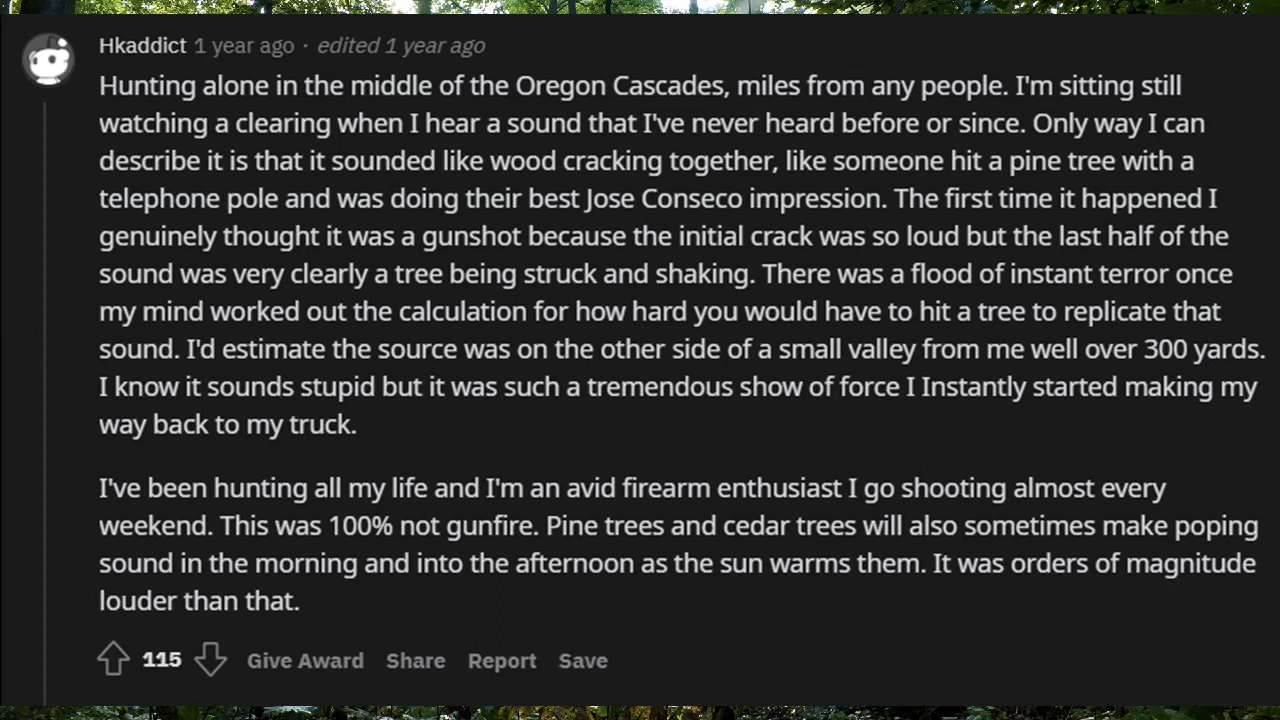 Hkaddict 1 year ago · edited 1 year ago
Hunting alone in the middle of the Oregon Cascades, miles from any people. I'm sitting still
watching a clearing when I hear a sound that I've never heard before or since. Only way I can
describe it is that it sounded like wood cracking together, like someone hit a pine tree with a
telephone pole and was doing their best Jose Conseco impression. The first time it happened I
genuinely thought it was a gunshot because the initial crack was so loud but the last half of the
sound was very clearly a tree being struck and shaking. There was a flood of instant terror once
my mind worked out the calculation for how hard you would have to hit a tree to replicate that
sound. I'd estimate the source was on the other side of a small valley from me well over 300 yards.
I know it sounds stupid but it was such a tremendous show of force I Instantly started making my
way back to my truck.
I've been hunting all my life and I'm an avid firearm enthusiast I go shooting almost every
weekend. This was 100% not gunfire. Pine trees and cedar trees will also sometimes make poping
sound in the morning and into the afternoon as the sun warms them. It was orders of magnitude
louder than that.
115 Give Award Share Report Save